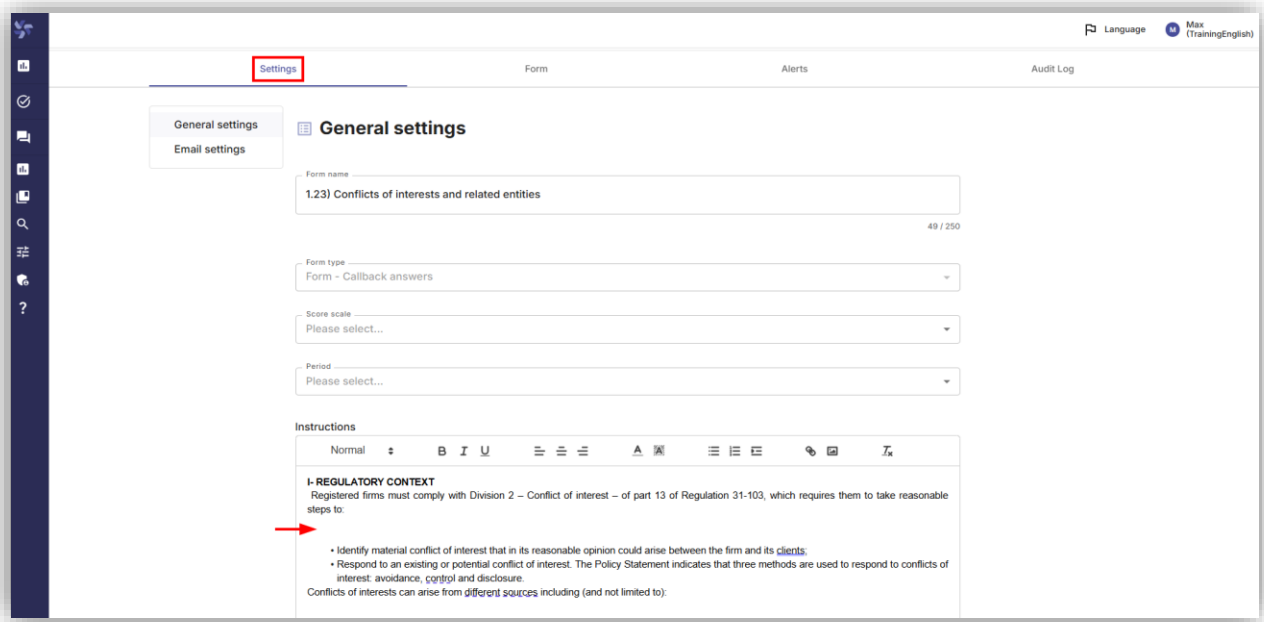 Language
M
Max
(TrainingEnglish)
Settings
Form
Alerts
Audit Log
General settings
Email settings
General settings
Form name
1.23) Conflicts of interests and related entities
49 / 250
Form type
Form - Callback answers
Score scale
Please select...
Period
Please select...
Instructions
Normal B I U A A Tx
I- REGULATORY CONTEXT
Registered firms must comply with Division 2 – Conflict of interest – of part 13 of Regulation 31-103, which requires them to take reasonable
steps to:
• Identify material conflict of interest that in its reasonable opinion could arise between the firm and its clients;
• Respond to an existing or potential conflict of interest. The Policy Statement indicates that three methods are used to respond to conflicts of
interest: avoidance, control and disclosure.
Conflicts of interests can arise from different sources including (and not limited to):
?